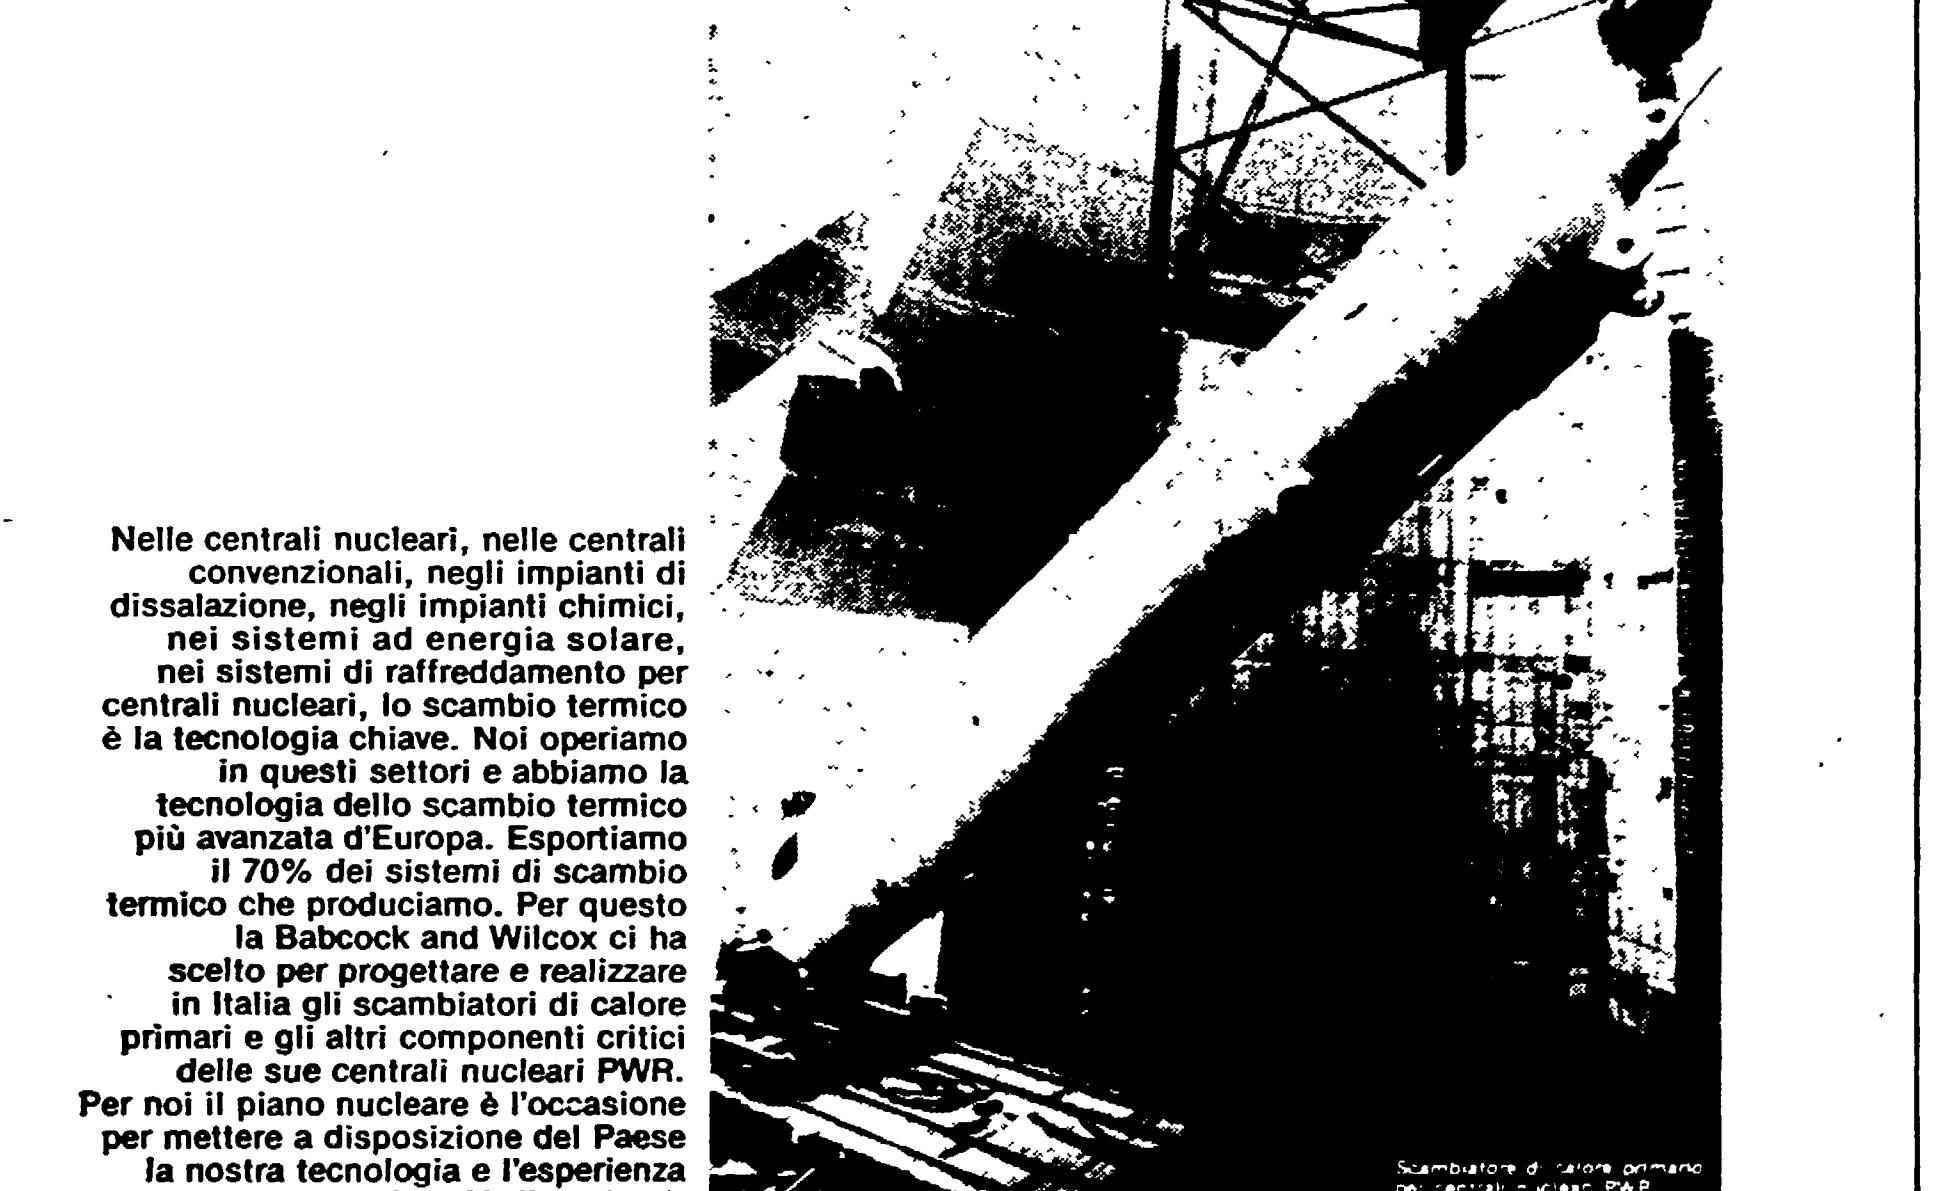 Nelle centrali nucleari, nelle centrali
convenzionali, negli impianti di
dissalazione, negli impianti chimici,
nei sistemi ad energia solare,
nei sistemi di raffreddamento per
centrali nucleari, lo scambio termico
è la tecnologia chiave. Noi operiamo
in questi settori e abbiamo la
tecnologia dello scambio termico
più avanzata d'Europa. Esportiamo
il 70% dei sistemi di scambio
termico che produciamo. Per questo
la Babcock and Wilcox ci ha
scelto per progettare e realizzare
in Italia gli scambiatori di calore
primari e gli altri componenti critici
delle sue centrali nucleari PWR.
Per noi il piano nucleare è l'occasione
per mettere a disposizione del Paese
la nostra tecnologia e l'esperienza
Scambiatore di calore primario
per centrali nucleari PWR